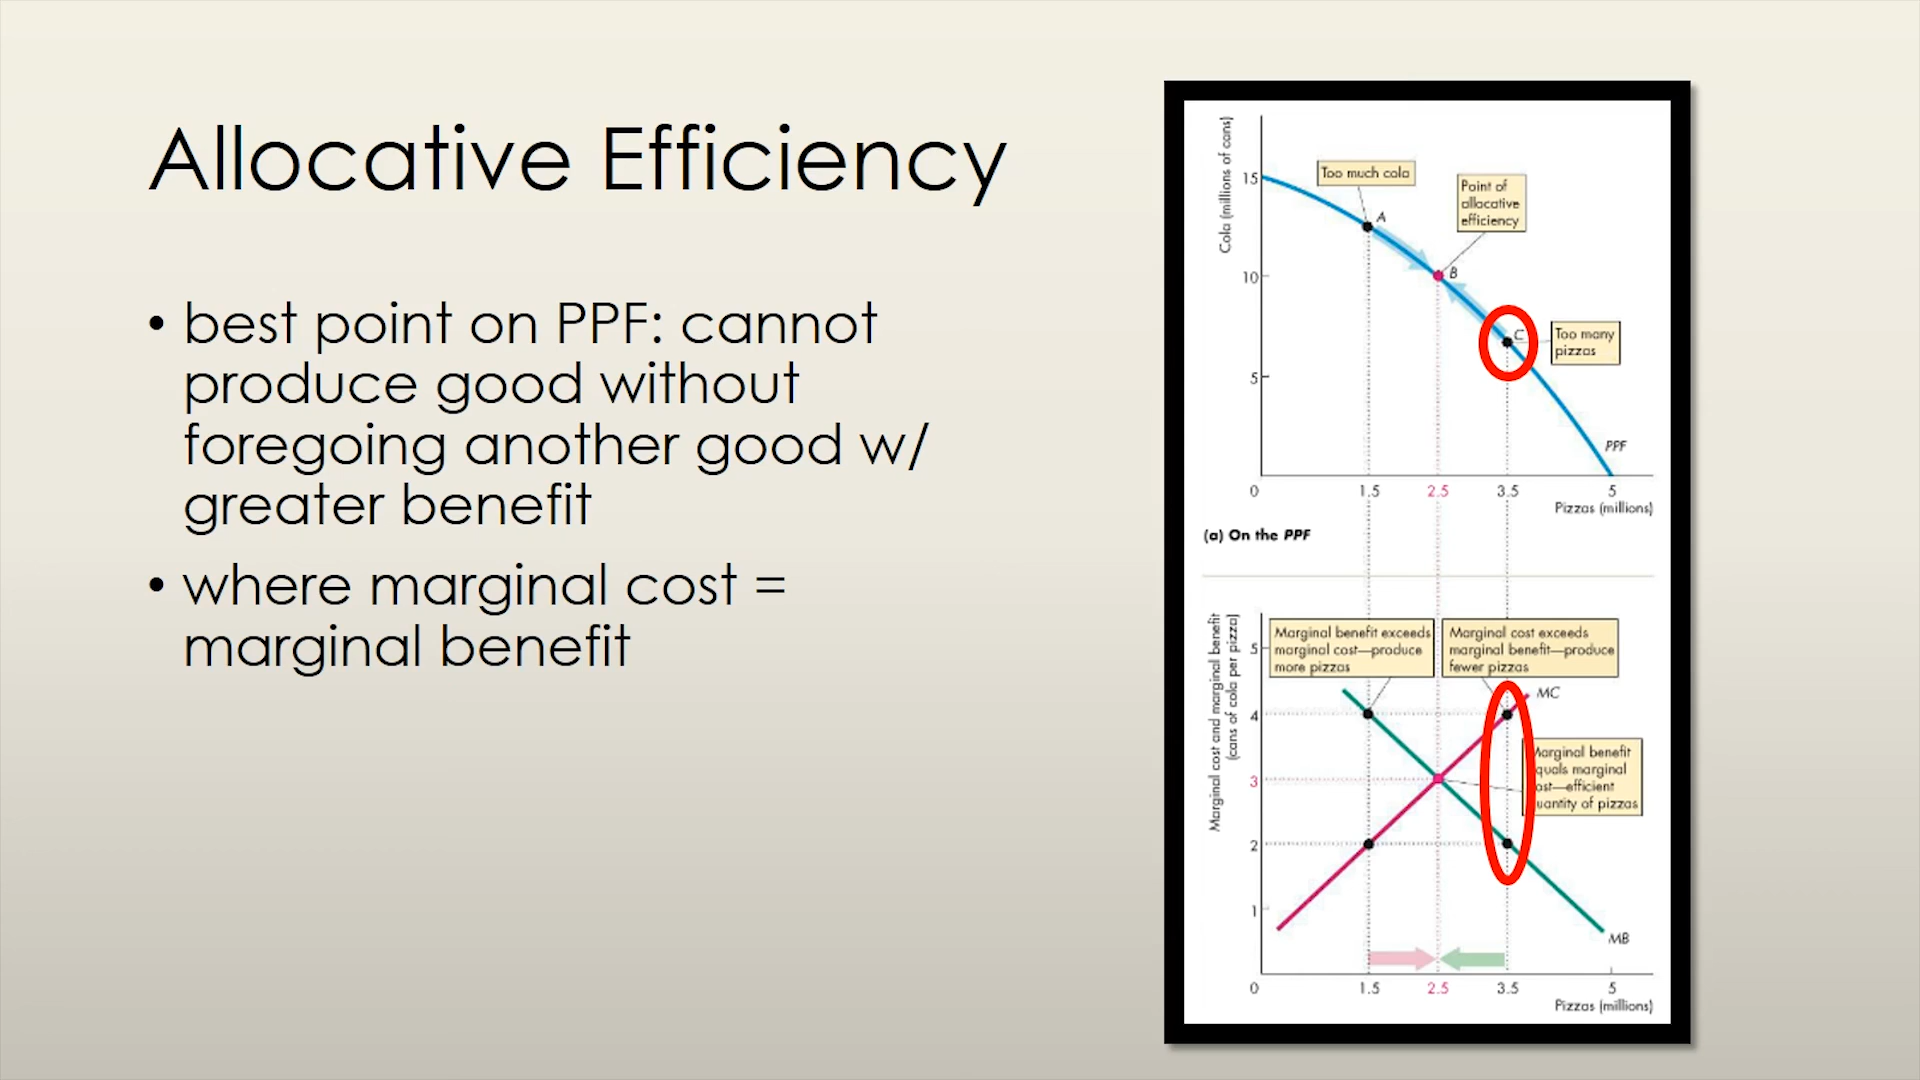 Allocative Efficiency
• best point on PPF: cannot
produce good without
foregoing another good w/
greater benefit
• where marginal cost =
marginal benefit
Cola (millions of cans)
15
10
5
0
Too much cola
A
Point of
allocative
efficiency
B
C
Too many
pizzas
PPF
1.5 2.5 3.5 5
Pizzas (millions)
(a) On the PPF
Marginal cost and marginal benefit
(cans of cola per pizza)
5
4
3
2
1
0
Marginal benefit exceeds
marginal cost—produce
more pizzas
Marginal cost exceeds
marginal benefit—produce
fewer pizzas
MC
Marginal benefit
equals marginal
cost—efficient
quantity of pizzas
MB
1.5 2.5 3.5 5
Pizzas (millions)